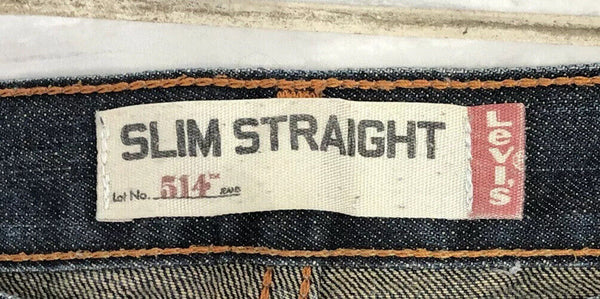 SLIM STRAIGHT
Lot No. 514™ JEANS
Levi's